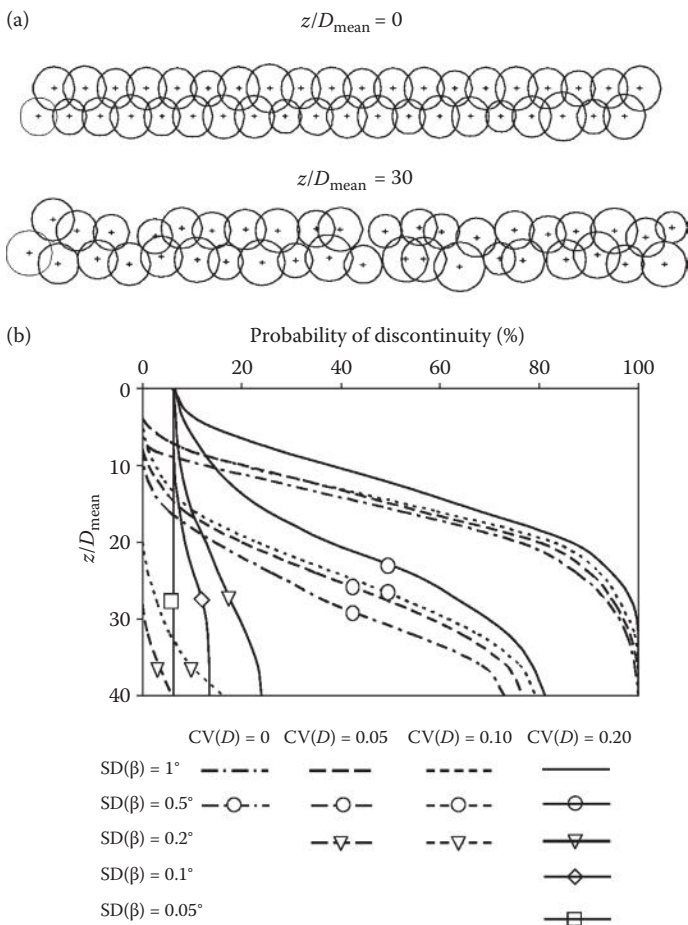 (a)
z/Dmean = 0
z/Dmean = 30
(b)
Probability of discontinuity (%)
0 20 40 60 80 100
0
10
20
30
40
z/Dmean
CV(D) = 0 CV(D) = 0.05 CV(D) = 0.10 CV(D) = 0.20
SD(β) = 1°
SD(β) = 0.5°
SD(β) = 0.2°
SD(β) = 0.1°
SD(β) = 0.05°